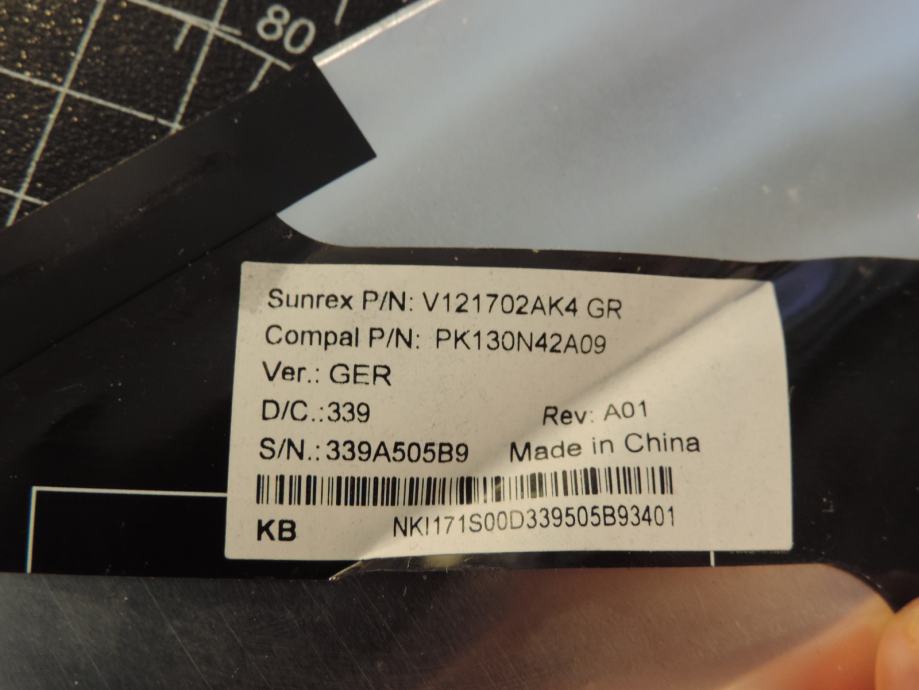 80
Sunrex P/N: V121702AK4 GR
Compal P/N: PK130N42A09
Ver.: GER
D/C.:339 Rev: A01
S/N.:339A505B9 Made in China
KB NKI171S00D339505B93401